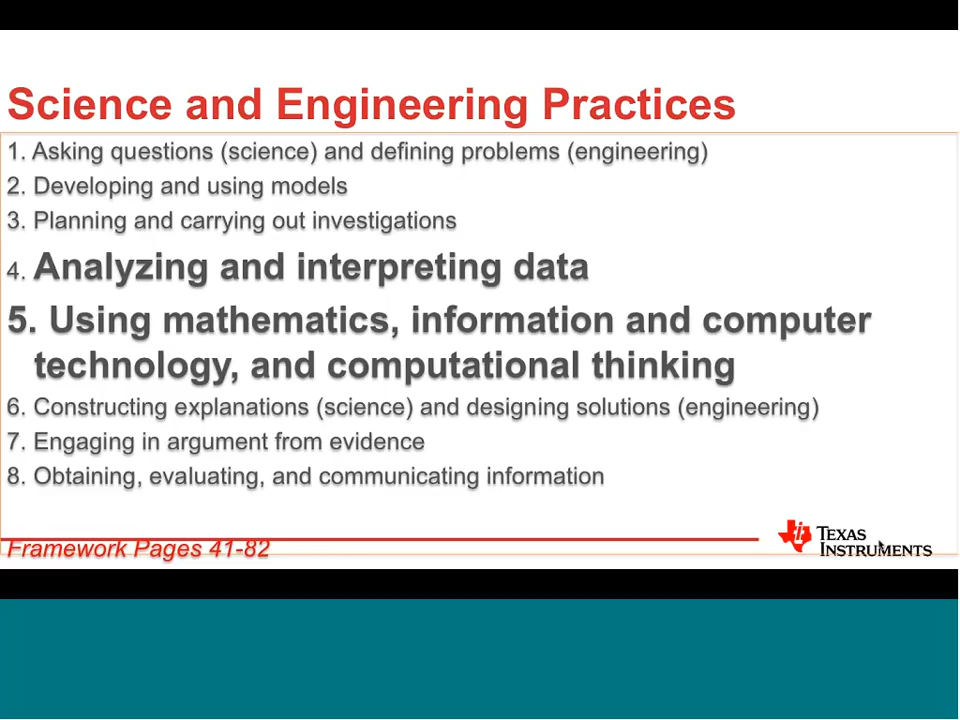 Science and Engineering Practices
1. Asking questions (science) and defining problems (engineering)
2. Developing and using models
3. Planning and carrying out investigations
4. Analyzing and interpreting data
5. Using mathematics, information and computer
technology, and computational thinking
6. Constructing explanations (science) and designing solutions (engineering)
7. Engaging in argument from evidence
8. Obtaining, evaluating, and communicating information
Framework Pages 41-82
TEXAS
INSTRUMENTS